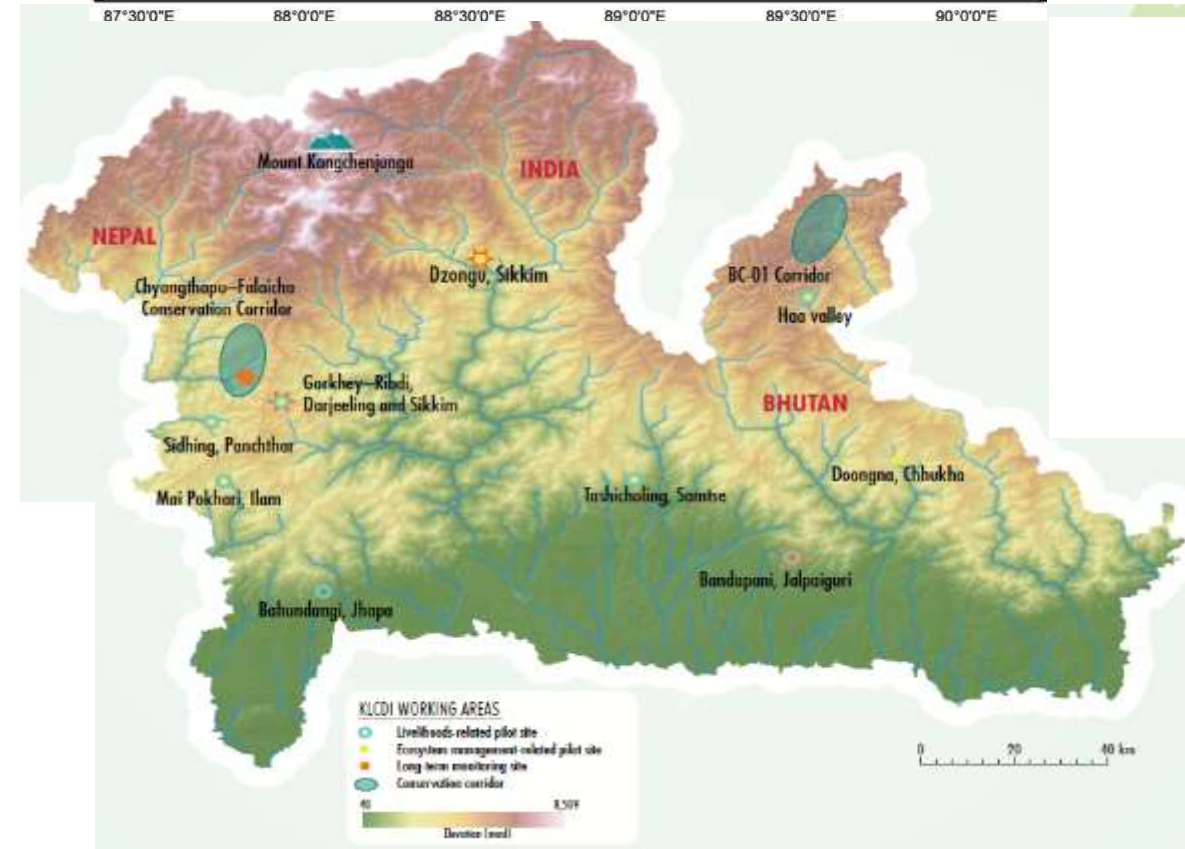 87°30'0"E 88°0'0"E 88°30'0"E 89°0'0"E 89°30'0"E 90°0'0"E
Mount Kangchenjunga
INDIA
NEPAL
Dzongu, Sikkim
BC-01 Corridor
Chyangthapu–Falaicha
Conservation Corridor
Haa valley
Gorkhey–Ribdi,
Darjeeling and Sikkim
BHUTAN
Sidhing, Panchthar
Doongna, Chhukha
Mai Pokhari, Ilam
Tashicholing, Samtse
Bandapani, Jalpaiguri
Bahundangi, Jhapa
KLCDI WORKING AREAS
Livelihoods-related pilot site
Ecosystem management-related pilot site
Long term monitoring site
Conservation corridor
40 8,509
Elevation (masl)
0 20 40 km